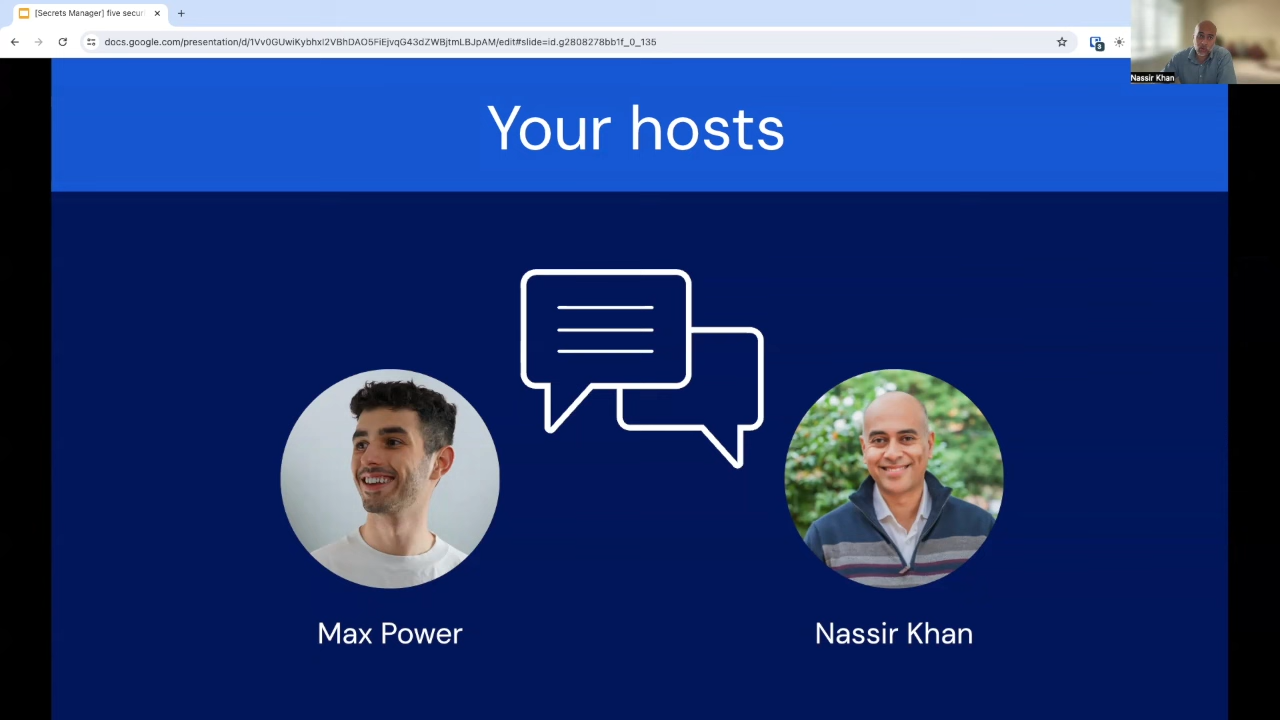 [Secrets Manager] five secur
docs.google.com/presentation/d/1Vv0GUwiKybhxI2VBhDAO5FiEjvqG43dZWBjtmLBJpAM/edit#slide=id.g2808278bb1f_0_135
3
Nassir Khan
Your hosts
Max Power
Nassir Khan